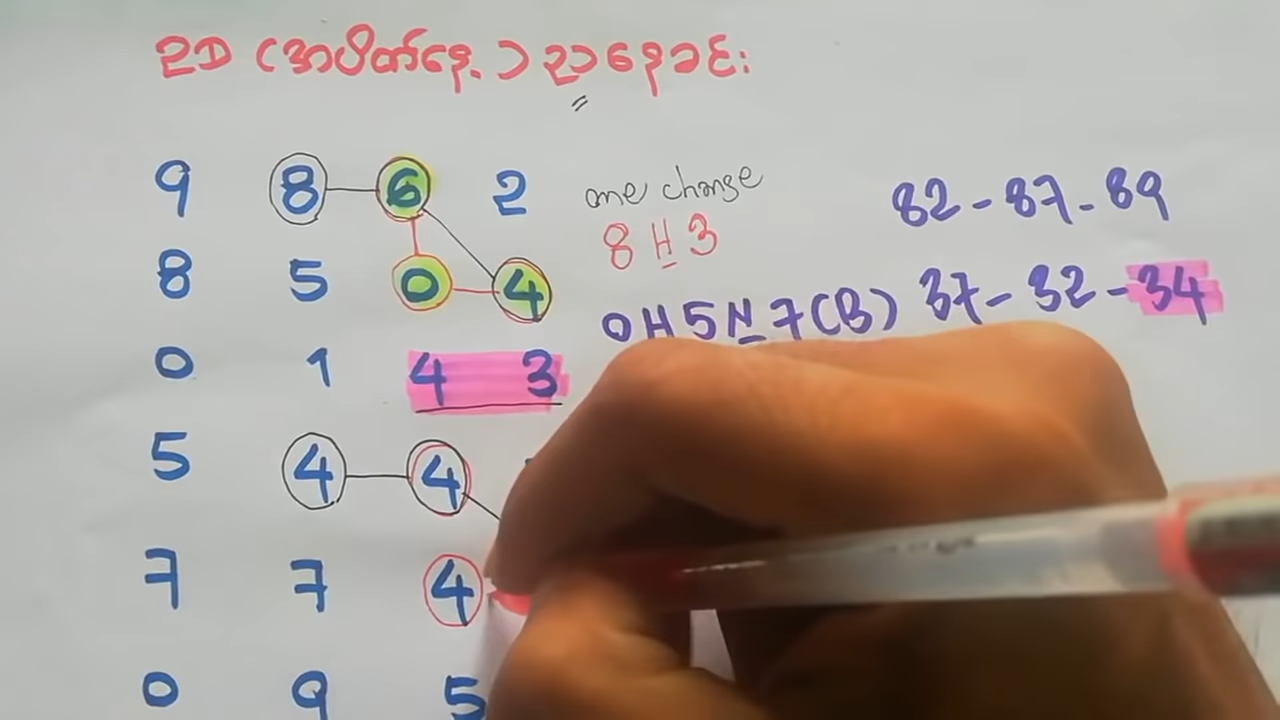 2D (အပိတ်နေ့) ညနေခင်း
9 8 6 2 one change 82-87-89
8H3
8 5 0 4 0H5N7(B) 37-32-34
0 1 4 3
5 4 4
7 7 4
0 9 5